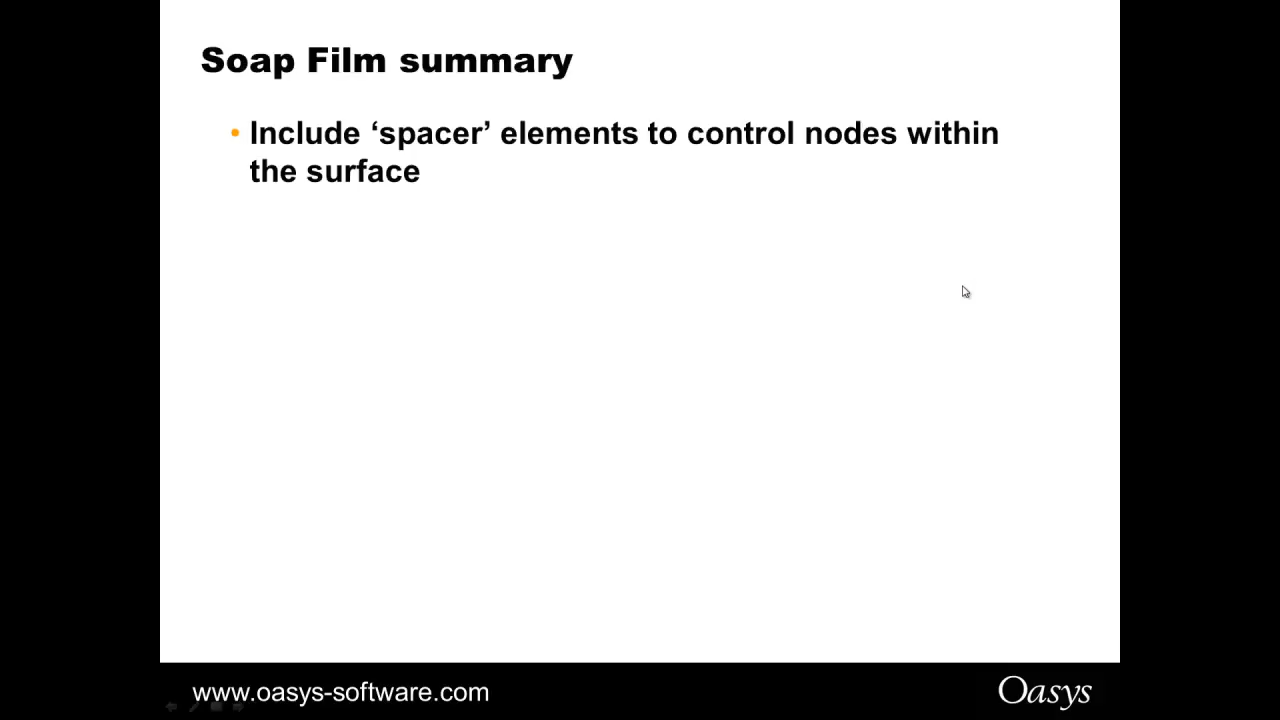 Soap Film summary
• Include ‘spacer’ elements to control nodes within
the surface
www.oasys-software.com
Oasys